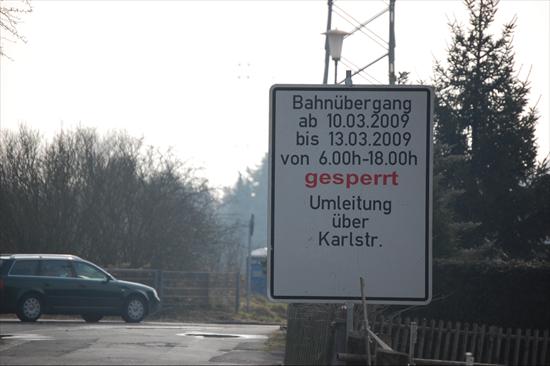 Bahnübergang
ab 10.03.2009
bis 13.03.2009
von 6.00h-18.00h
gesperrt
Umleitung
über
Karlstr.